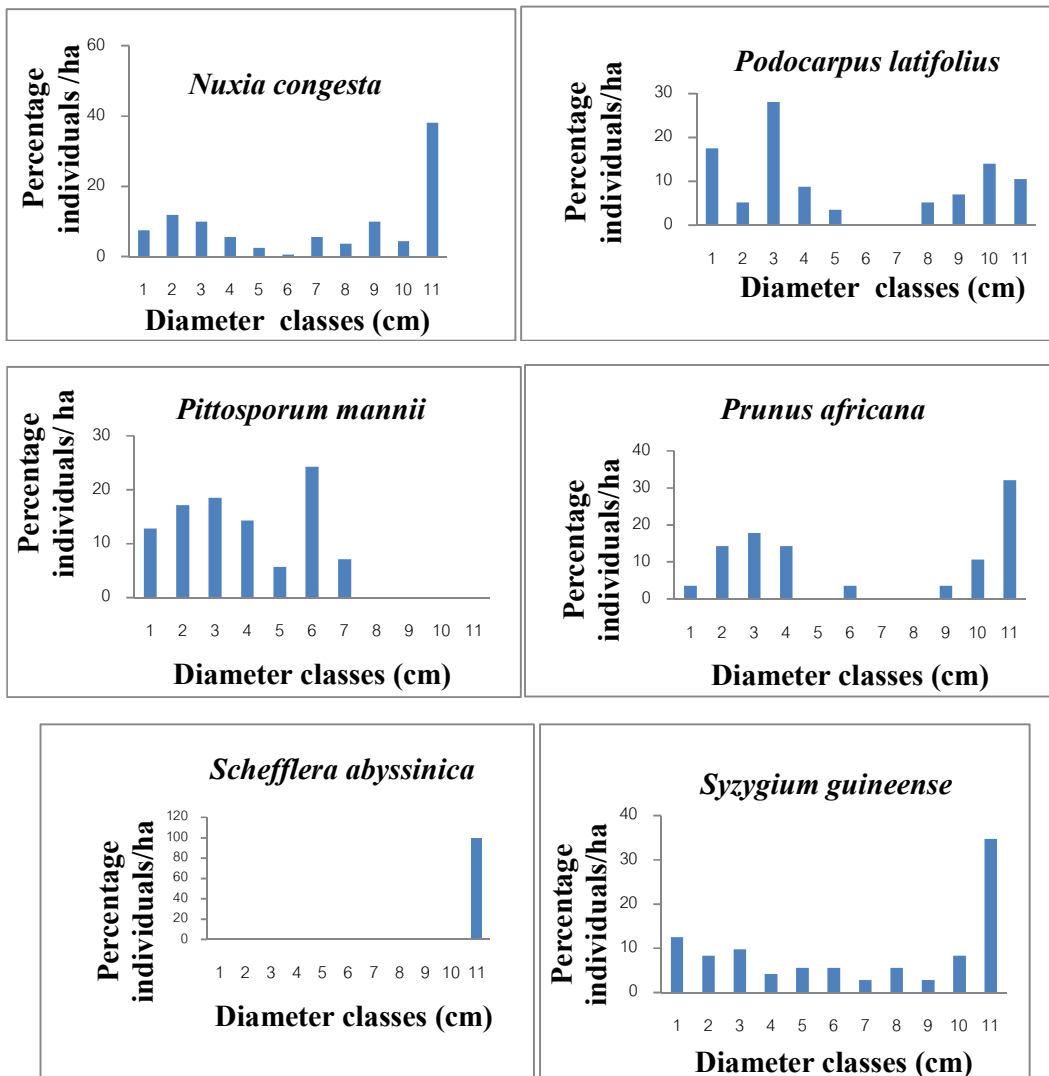 Nuxia congesta
Percentage
individuals /ha
60
40
20
0
1 2 3 4 5 6 7 8 9 10 11
Diameter classes (cm)
Podocarpus latifolius
Percentage
individuals/ha
30
20
10
0
1 2 3 4 5 6 7 8 9 10 11
Diameter classes (cm)
Pittosporum mannii
Percentage
individuals/ ha
30
20
10
0
1 2 3 4 5 6 7 8 9 10 11
Diameter classes (cm)
Prunus africana
Percentage
individuals/ha
40
30
20
10
0
1 2 3 4 5 6 7 8 9 10 11
Diameter classes (cm)
Schefflera abyssinica
Percentage
individuals/ha
120
100
80
60
40
20
0
1 2 3 4 5 6 7 8 9 10 11
Diameter classes (cm)
Syzygium guineense
Percentage
individuals/ha
40
30
20
10
0
1 2 3 4 5 6 7 8 9 10 11
Diameter classes (cm)